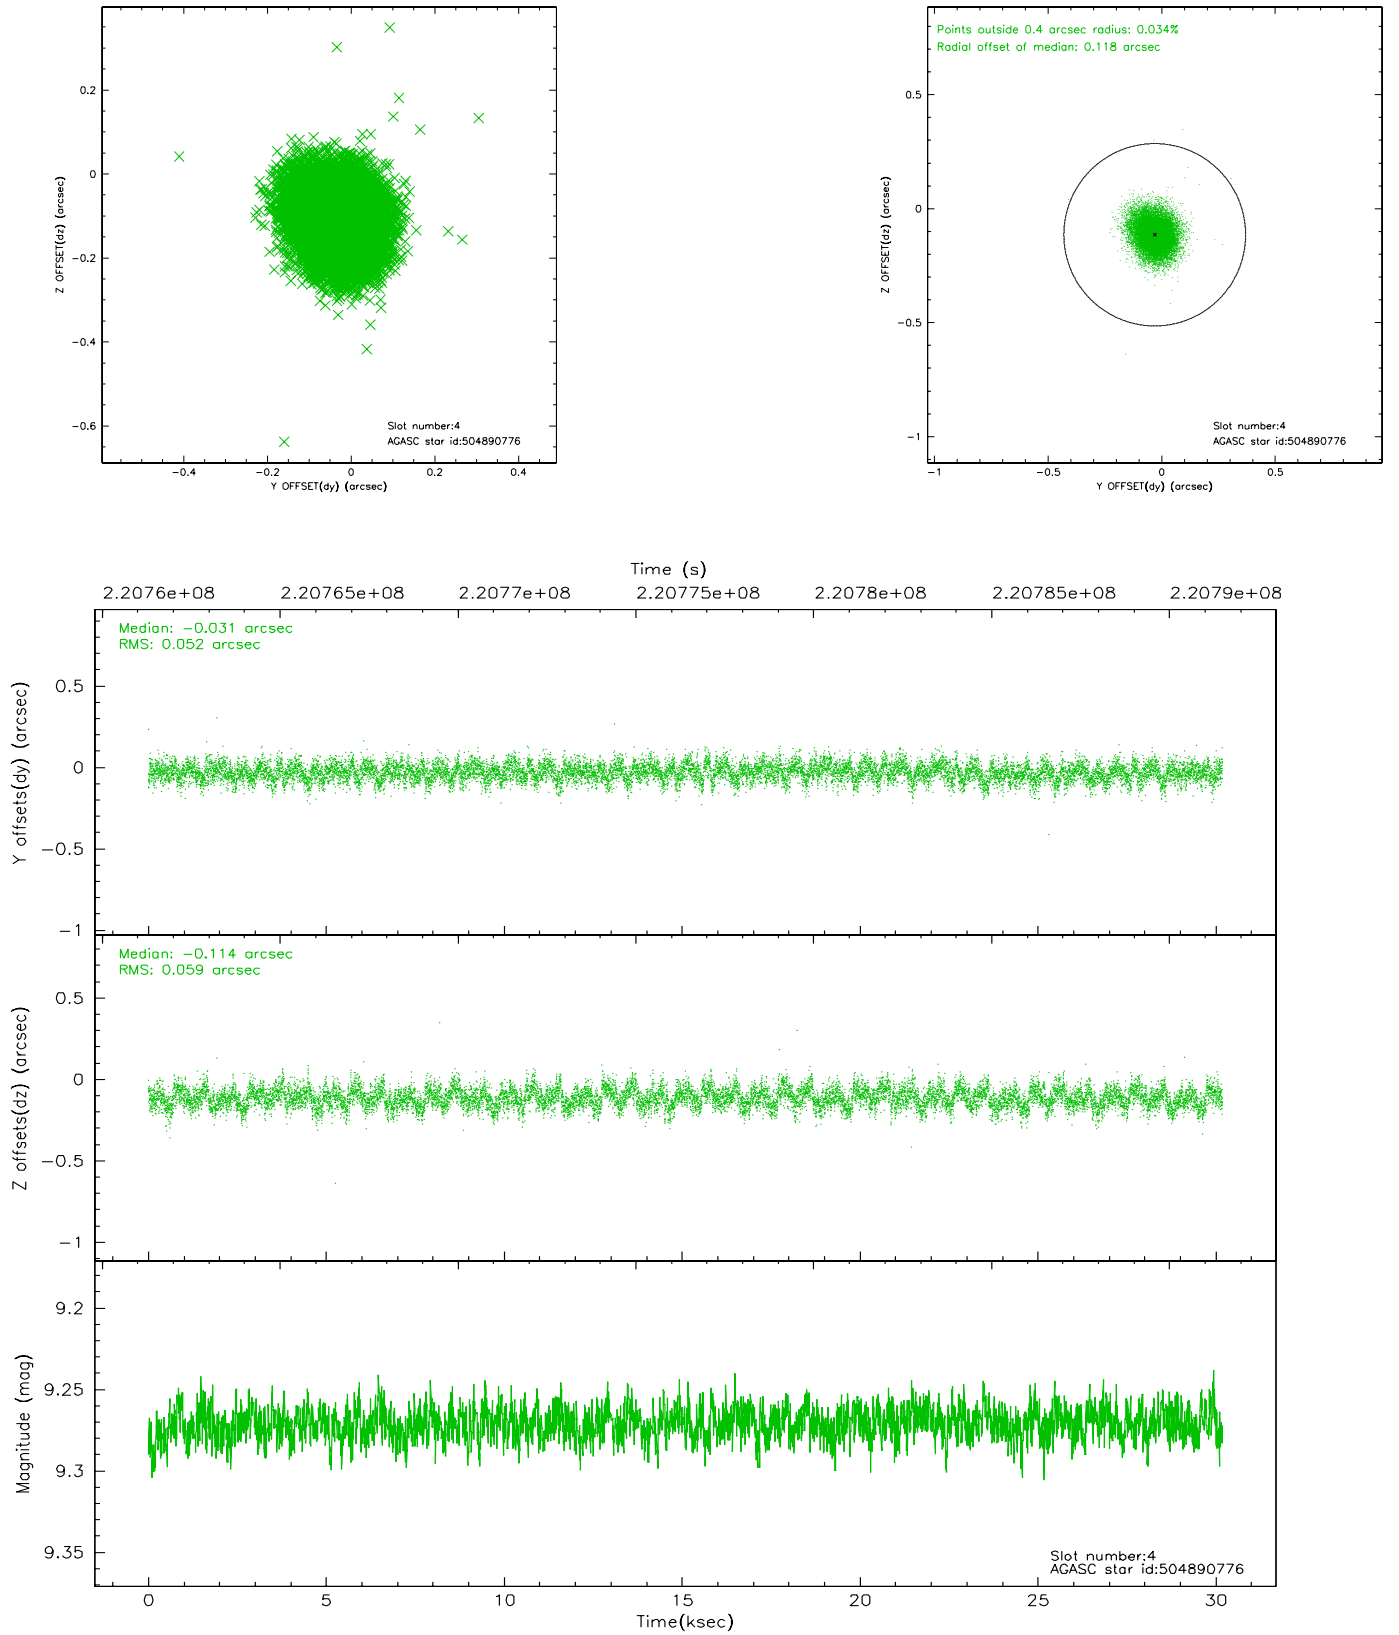 0.2
0
-0.2
-0.4
-0.6
Z OFFSET(dz) (arcsec)
Slot number:4
AGASC star id:504890776
-0.4 -0.2 0 0.2 0.4
Y OFFSET(dy) (arcsec)
Points outside 0.4 arcsec radius: 0.034%
Radial offset of median: 0.118 arcsec
0.5
0
-0.5
-1
Z OFFSET(dz) (arcsec)
Slot number:4
AGASC star id:504890776
-1 -0.5 0 0.5
Y OFFSET(dy) (arcsec)
Time (s)
2.2076e+08 2.20765e+08 2.2077e+08 2.20775e+08 2.2078e+08 2.20785e+08 2.2079e+08
Median: -0.031 arcsec
RMS: 0.052 arcsec
0.5
0
-0.5
-1
Y offsets(dy) (arcsec)
Median: -0.114 arcsec
RMS: 0.059 arcsec
0.5
0
-0.5
-1
Z offsets(dz) (arcsec)
9.2
9.25
9.3
9.35
Magnitude (mag)
Slot number:4
AGASC star id:504890776
0 5 10 15 20 25 30
Time(ksec)